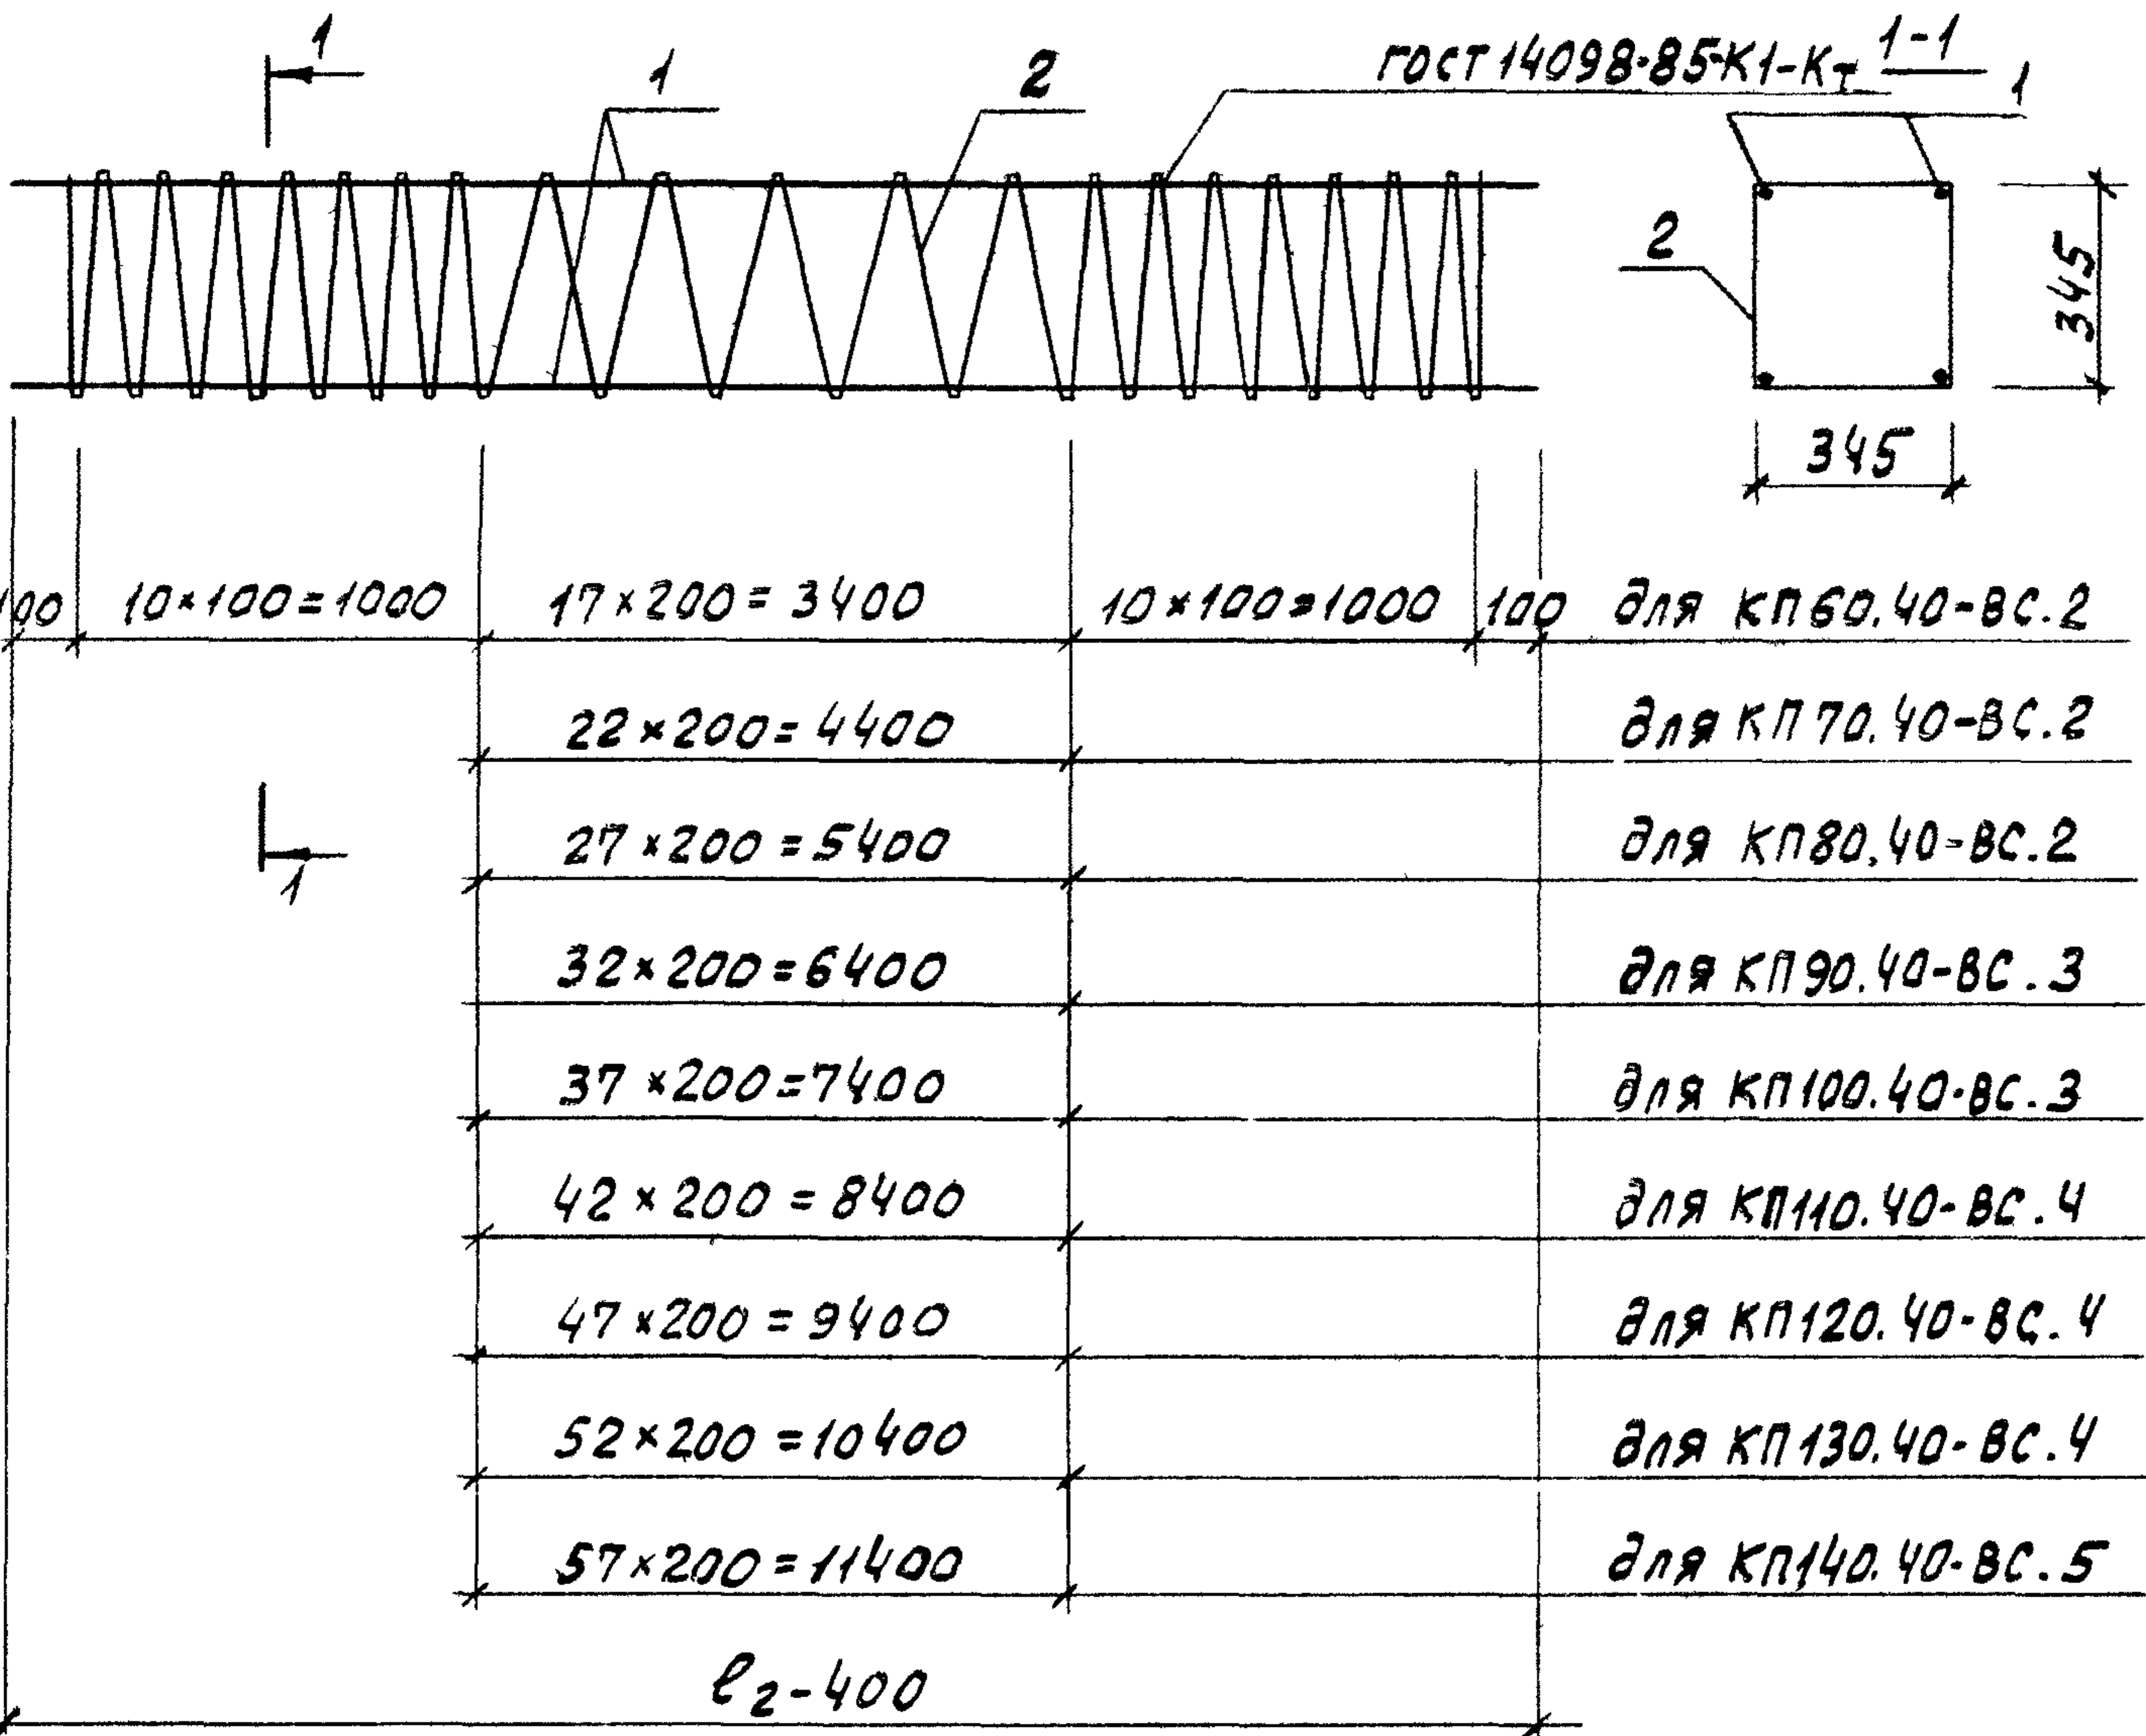 1
1
2
ГОСТ 14098-85-К1-Кт
1-1
1
2
345
345
100 10×100=1000 17×200=3400 10×100=1000 100 для КП60.40-ВС.2
22×200=4400 для КП70.40-ВС.2
27×200=5400 для КП80.40-ВС.2
1
32×200=6400 для КП90.40-ВС.3
37×200=7400 для КП100.40-ВС.3
42×200=8400 для КП110.40-ВС.4
47×200=9400 для КП120.40-ВС.4
52×200=10400 для КП130.40-ВС.4
57×200=11400 для КП140.40-ВС.5
ℓ2-400